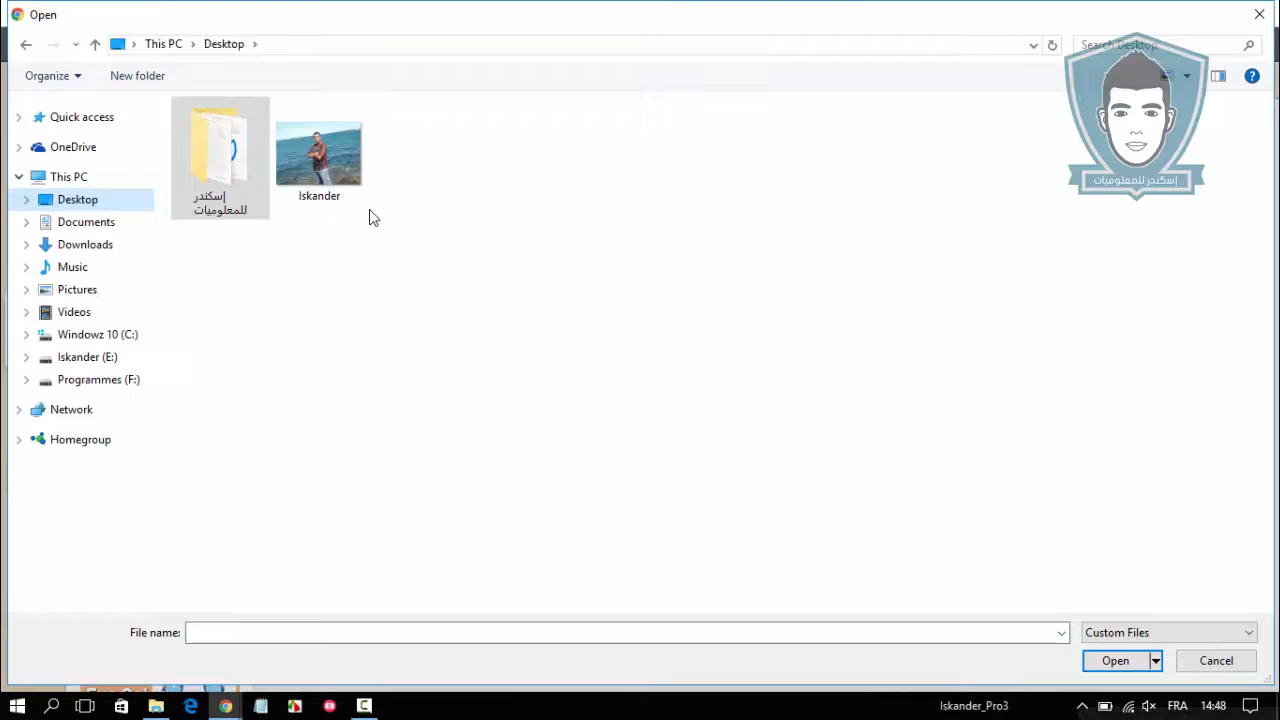 Open
This PC
Desktop
Search Desktop
Organize
New folder
Quick access
OneDrive
This PC
Desktop
Documents
Downloads
Music
Pictures
Videos
Windowz 10 (C:)
Iskander (E:)
Programmes (F:)
Network
Homegroup
إسكندر
للمعلوميات
Iskander
إسكندر للمعلوميات
File name:
Custom Files
Open
Cancel
Iskander_Pro3
FRA
14:48